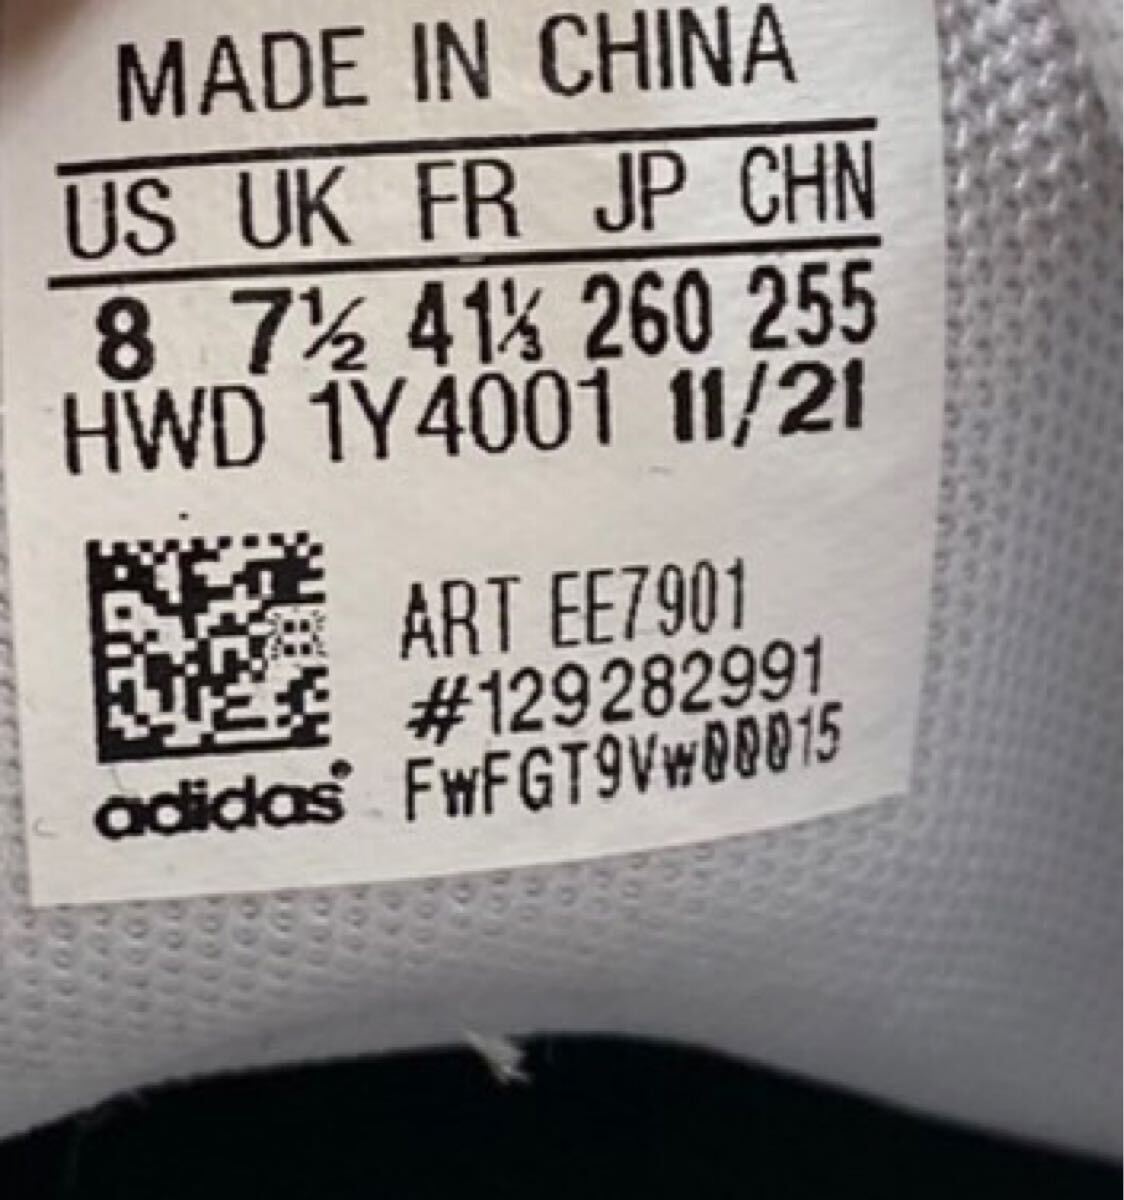 MADE IN CHINA
US UK FR JP CHN
8 7½ 41⅓ 260 255
HWD 1Y4001 11/21
ART EE7901
#129282991
FwFGT9Vw00015
adidas®